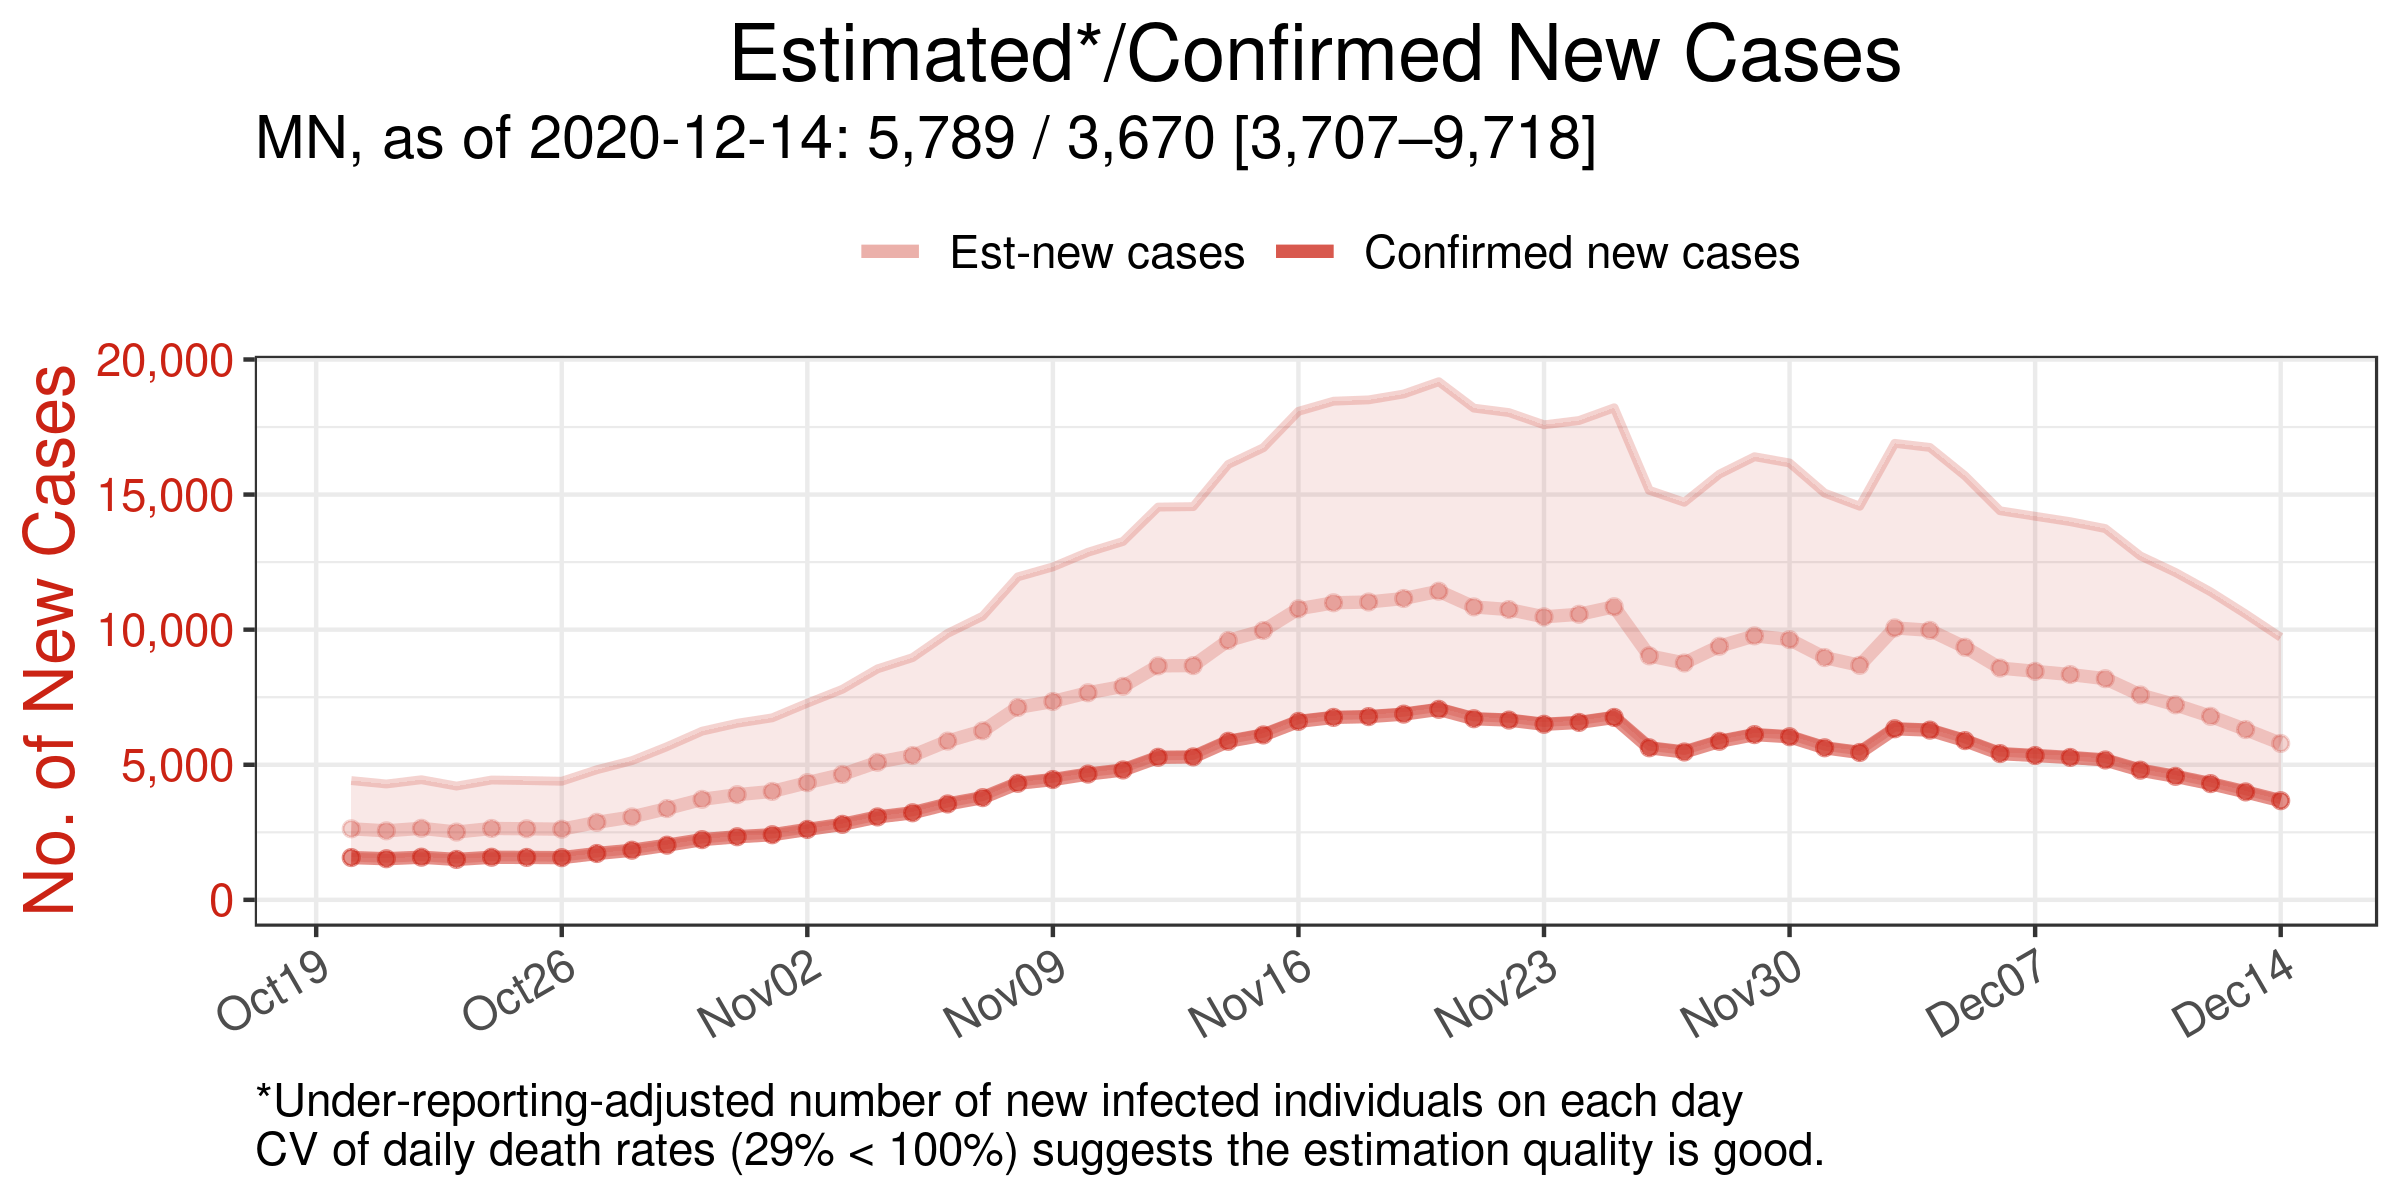 Estimated*/Confirmed New Cases
MN, as of 2020-12-14: 5,789 / 3,670 [3,707–9,718]
Est-new cases
Confirmed new cases
No. of New Cases
20,000
15,000
10,000
5,000
0
Oct19
Oct26
Nov02
Nov09
Nov16
Nov23
Nov30
Dec07
Dec14
*Under-reporting-adjusted number of new infected individuals on each day
CV of daily death rates (29% < 100%) suggests the estimation quality is good.